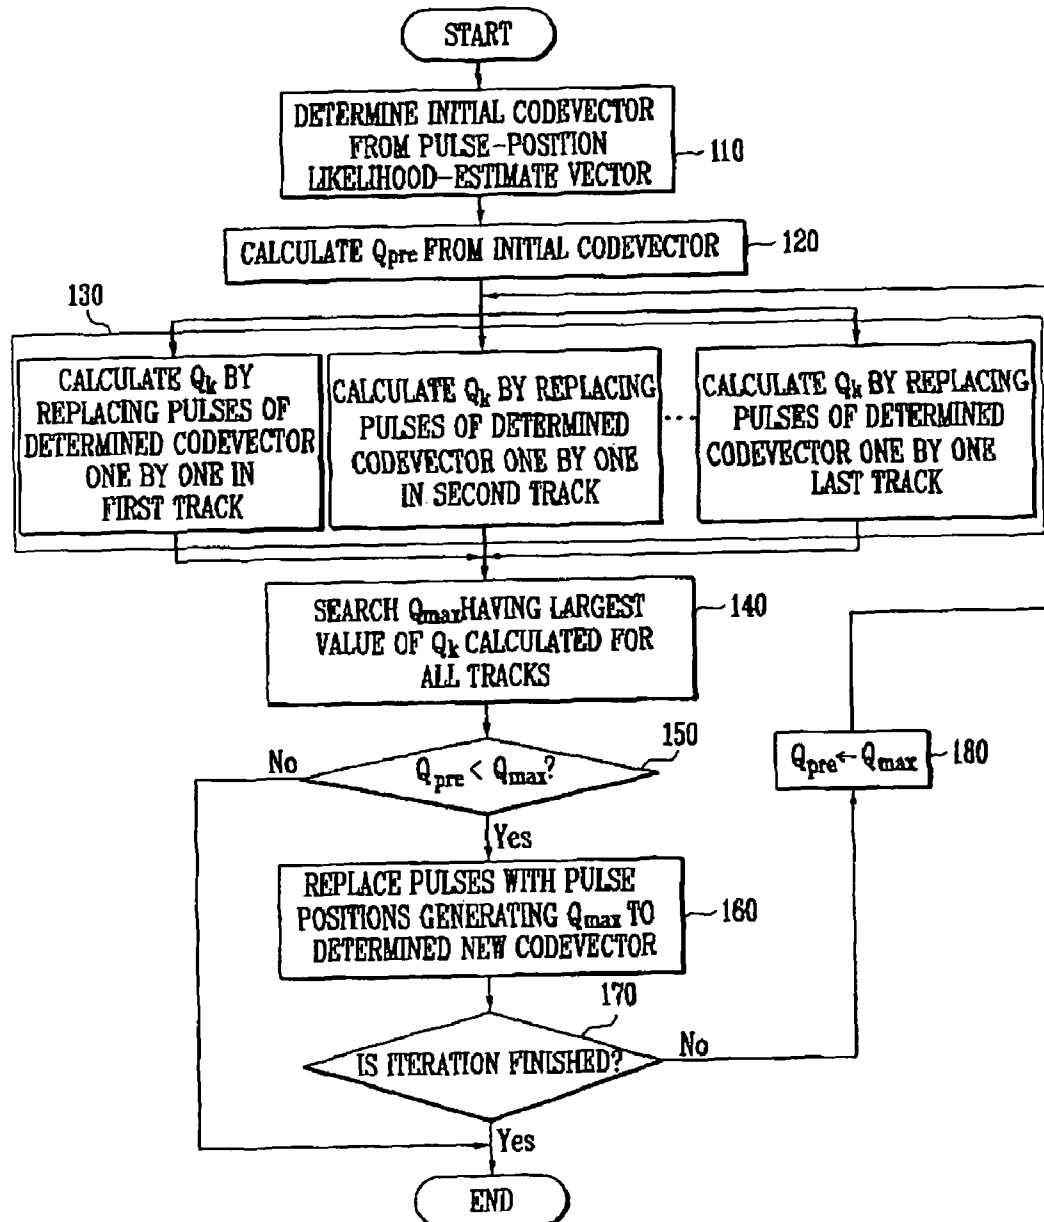 START
DETERMINE INITIAL CODEVECTOR
FROM PULSE-POSITION
LIKELIHOOD-ESTIMATE VECTOR
110
CALCULATE Qpre FROM INITIAL CODEVECTOR
120
130
CALCULATE Qk BY
REPLACING PULSES OF
DETERMINED CODEVECTOR
ONE BY ONE IN
FIRST TRACK
CALCULATE Qk BY REPLACING
PULSES OF DETERMINED
CODEVECTOR ONE BY ONE
IN SECOND TRACK
....
CALCULATE Qk BY REPLACING
PULSES OF DETERMINED
CODEVECTOR ONE BY ONE
LAST TRACK
SEARCH Qmax HAVING LARGEST
VALUE OF Qk CALCULATED FOR
ALL TRACKS
140
Qpre < Qmax?
150
No
Yes
REPLACE PULSES WITH PULSE
POSITIONS GENERATING Qmax TO
DETERMINED NEW CODEVECTOR
160
IS ITERATION FINISHED?
170
No
Qpre ← Qmax
180
Yes
END